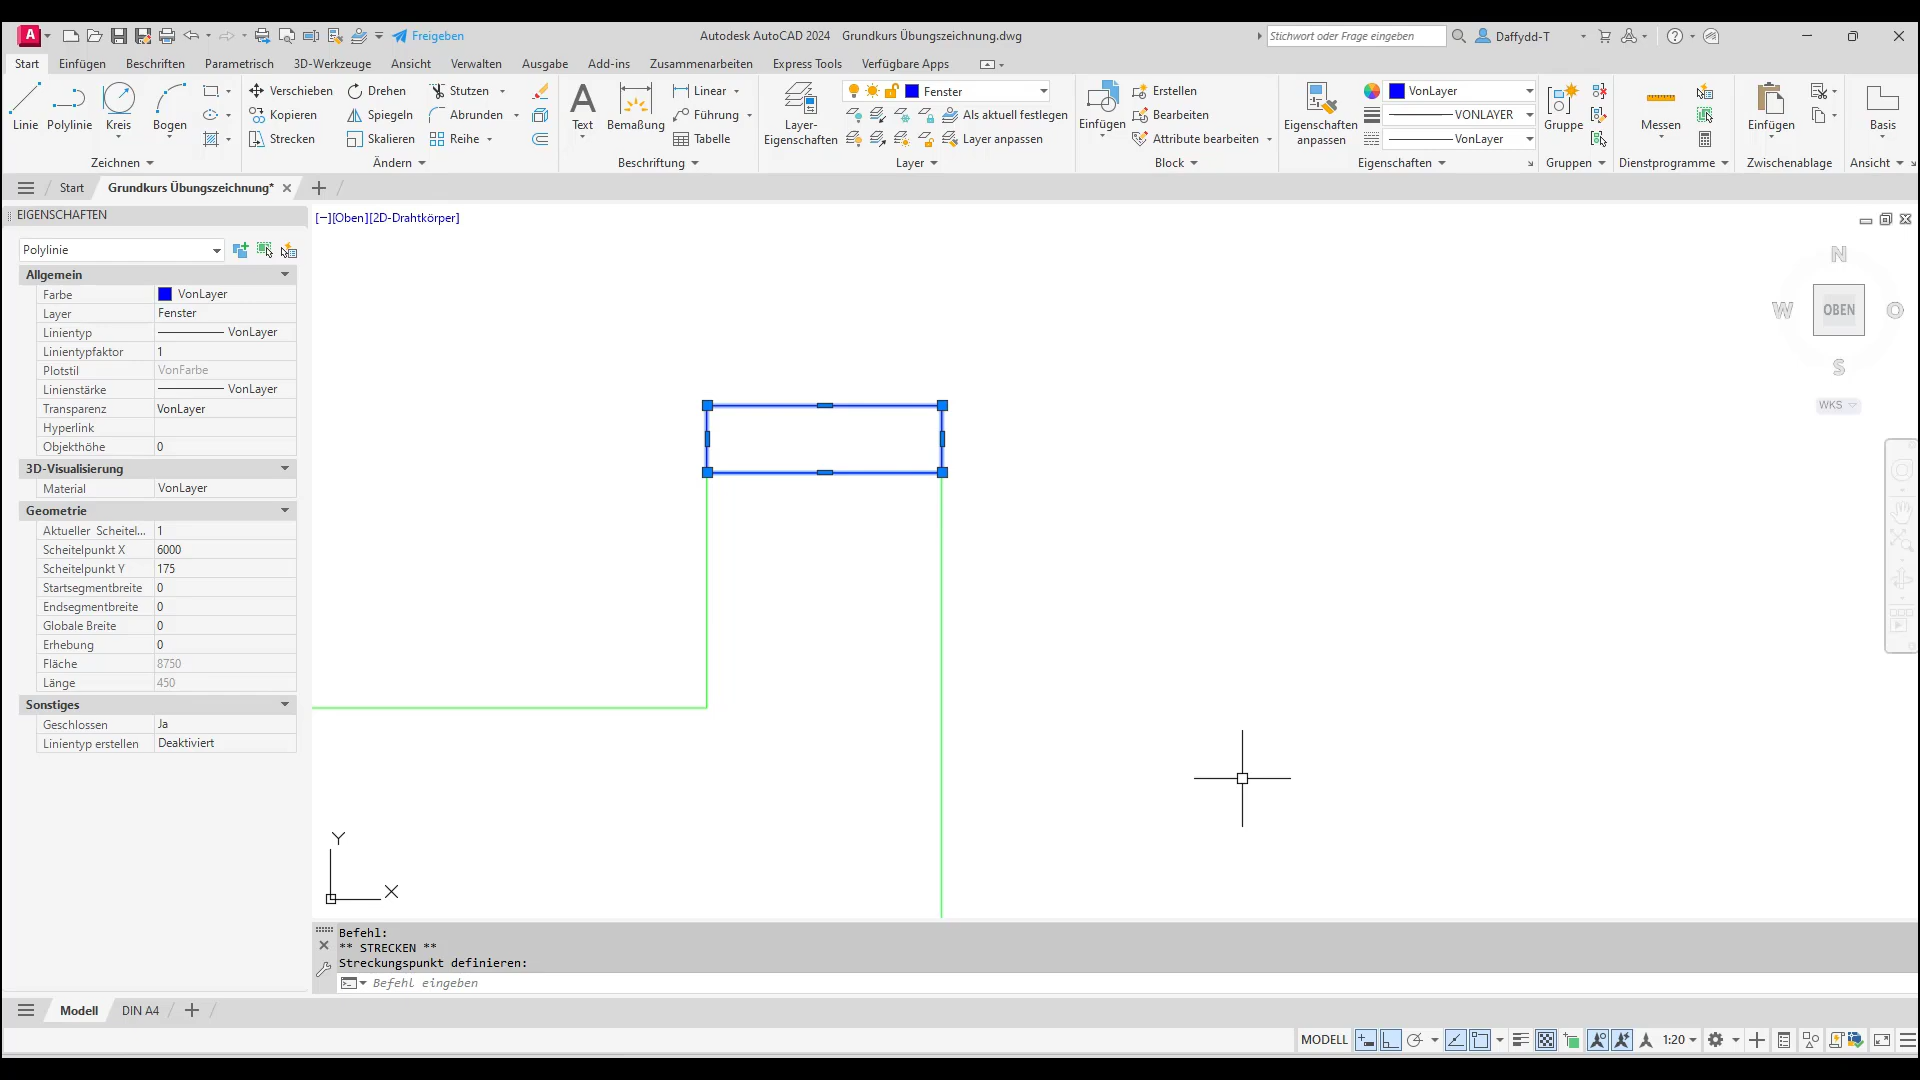 A Freigeben Autodesk AutoCAD 2024 Grundkurs Übungszeichnung.dwg Stichwort oder Frage eingeben Daffydd-T
Start Einfügen Beschriften Parametrisch 3D-Werkzeuge Ansicht Verwalten Ausgabe Add-ins Zusammenarbeiten Express Tools Verfügbare Apps
Linie Polylinie Kreis Bogen
Verschieben Drehen Stutzen
Kopieren Spiegeln Abrunden
Strecken Skalieren Reihe
A Text Bemaßung
Linear
Führung
Tabelle
Layer-
Eigenschaften
Fenster
Als aktuell festlegen
Layer anpassen
Einfügen
Erstellen
Bearbeiten
Attribute bearbeiten
Eigenschaften
anpassen
VonLayer
VONLAYER
VonLayer
Gruppe
Messen
Einfügen
Basis
Zeichnen Ändern Beschriftung Layer Block Eigenschaften Gruppen Dienstprogramme Zwischenablage Ansicht
Start Grundkurs Übungszeichnung*
EIGENSCHAFTEN
[−][Oben][2D-Drahtkörper]
Polylinie
Allgemein
Farbe VonLayer
Layer Fenster
Linientyp VonLayer
Linientypfaktor 1
Plotstil VonFarbe
Linienstärke VonLayer
Transparenz VonLayer
Hyperlink
Objekthöhe 0
3D-Visualisierung
Material VonLayer
Geometrie
Aktueller Scheitel... 1
Scheitelpunkt X 6000
Scheitelpunkt Y 175
Startsegmentbreite 0
Endsegmentbreite 0
Globale Breite 0
Erhebung 0
Fläche 8750
Länge 450
Sonstiges
Geschlossen Ja
Linientyp erstellen Deaktiviert
N
W OBEN O
S
WKS
Y
X
Befehl:
** STRECKEN **
Streckungspunkt definieren:
Befehl eingeben
Modell DIN A4
MODELL 1:20